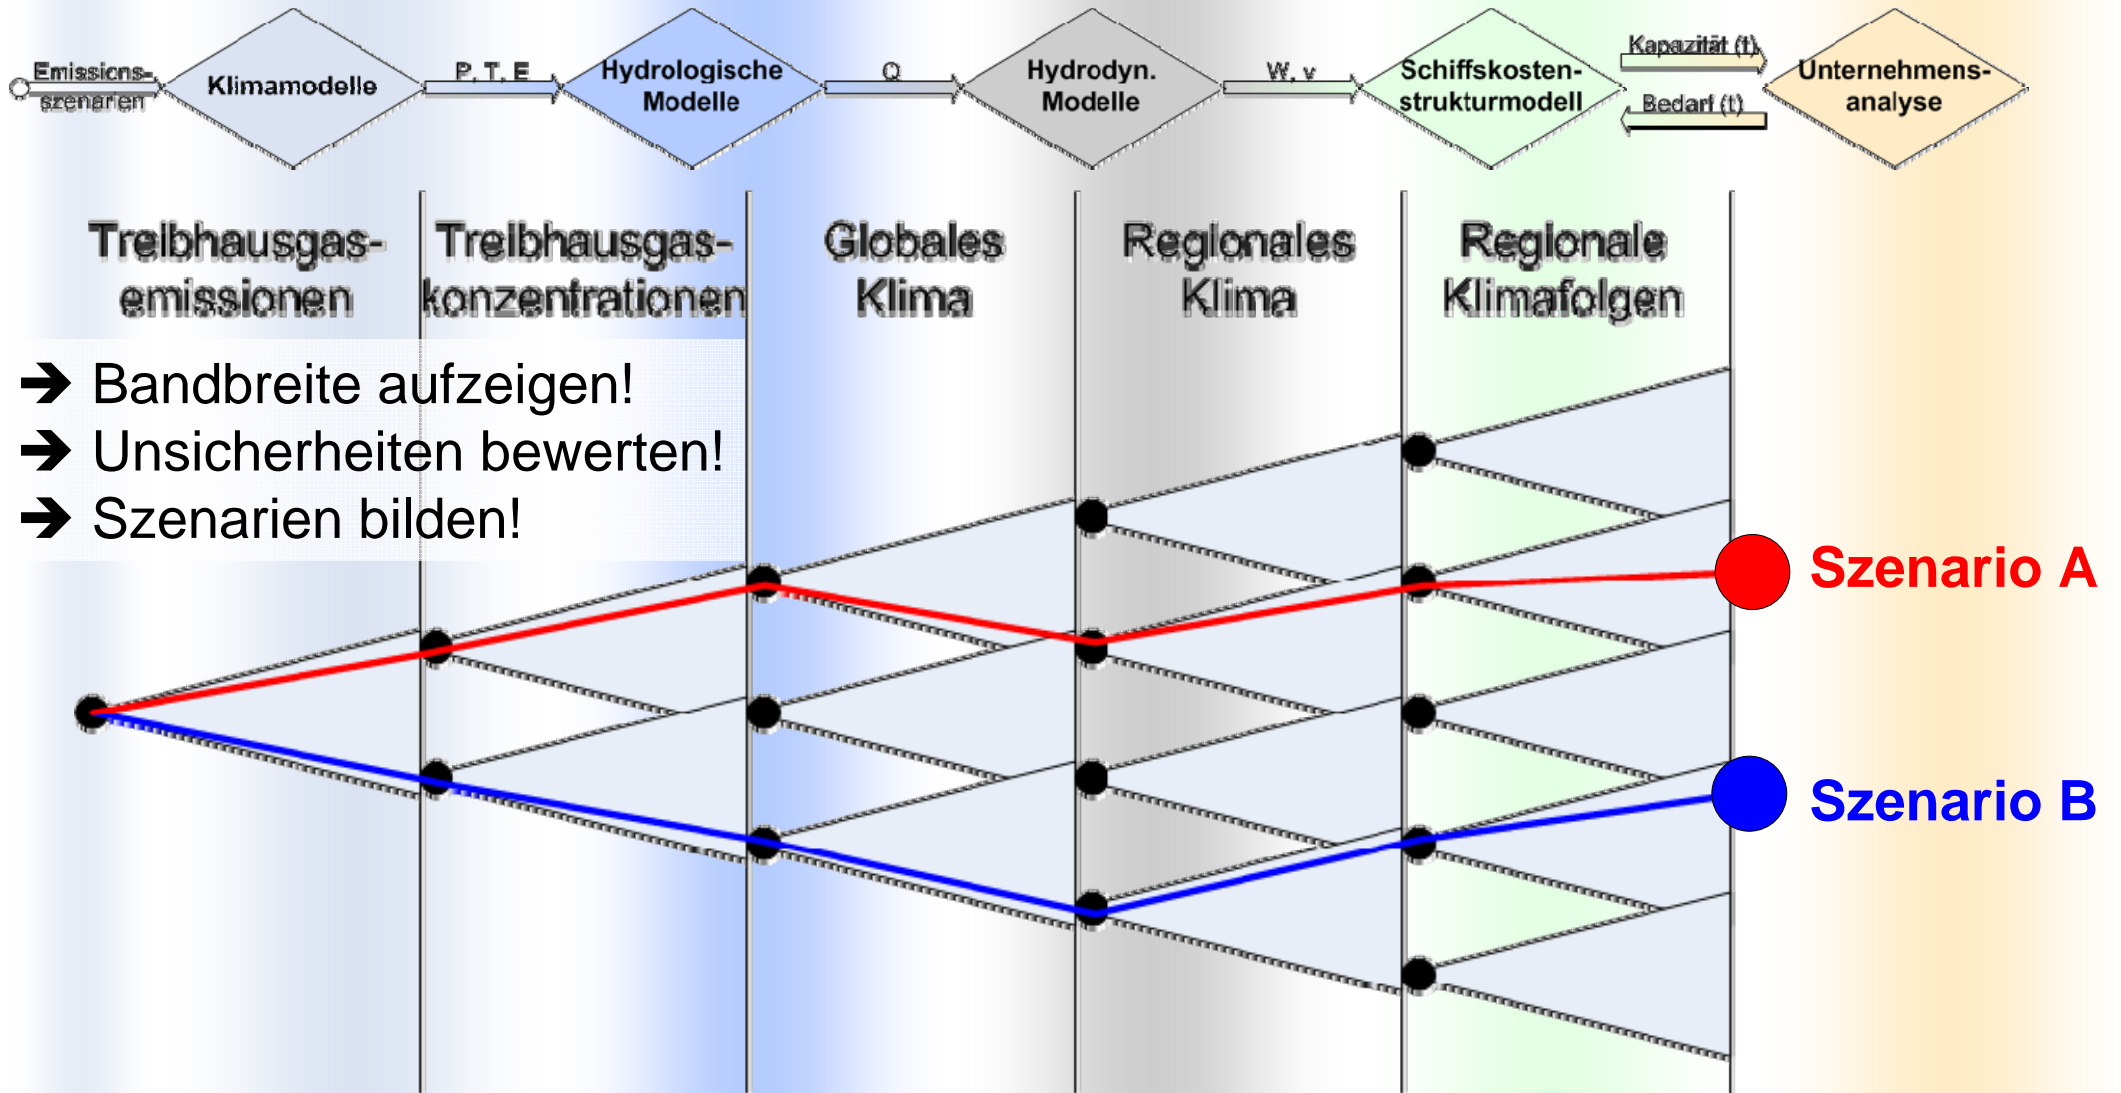 Emissions-
szenarien
Klimamodelle
P, T, E
Hydrologische
Modelle
Q
Hydrodyn.
Modelle
W, v
Schiffskosten-
strukturmodell
Kapazität (t)
Bedarf (t)
Unternehmens-
analyse
Treibhausgas-
emissionen
Treibhausgas-
konzentrationen
Globales
Klima
Regionales
Klima
Regionale
Klimafolgen
➔ Bandbreite aufzeigen!
➔ Unsicherheiten bewerten!
➔ Szenarien bilden!
Szenario A
Szenario B